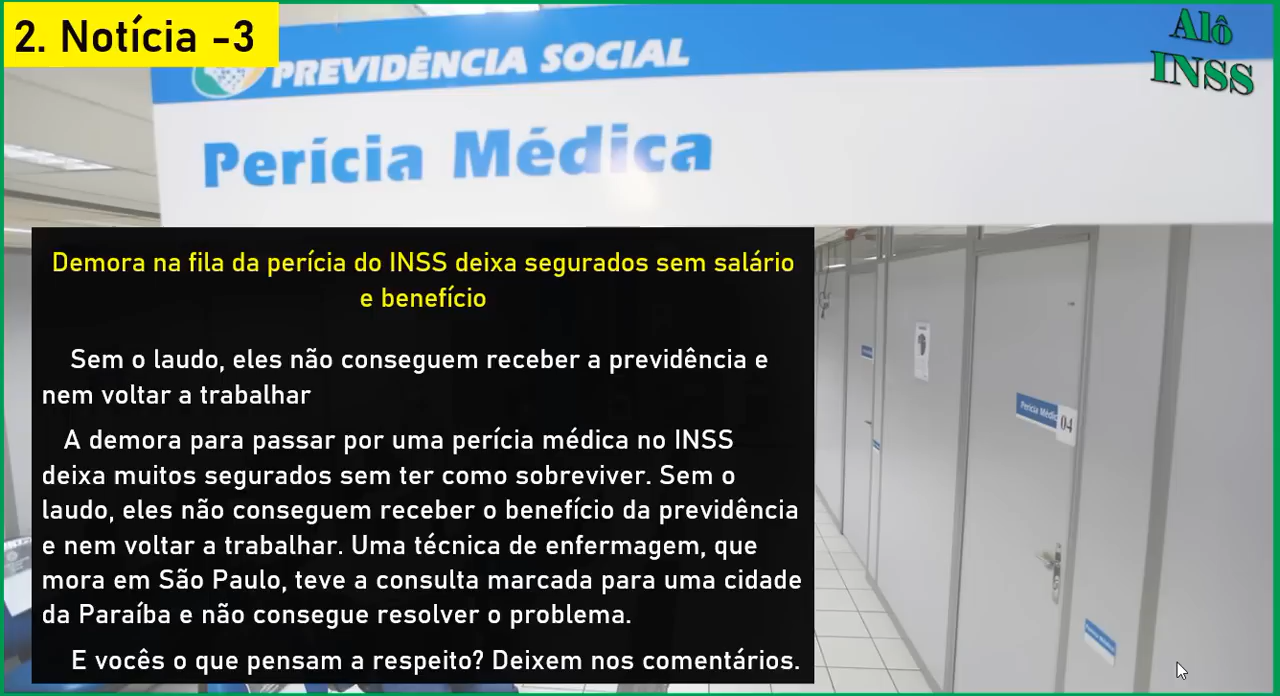 2. Notícia -3
Alô
INSS
PREVIDÊNCIA SOCIAL
Perícia Médica
Demora na fila da perícia do INSS deixa segurados sem salário
e benefício
Sem o laudo, eles não conseguem receber a previdência e
nem voltar a trabalhar
A demora para passar por uma perícia médica no INSS
deixa muitos segurados sem ter como sobreviver. Sem o
laudo, eles não conseguem receber o benefício da previdência
e nem voltar a trabalhar. Uma técnica de enfermagem, que
mora em São Paulo, teve a consulta marcada para uma cidade
da Paraíba e não consegue resolver o problema.
E vocês o que pensam a respeito? Deixem nos comentários.
Perícia Médic
04